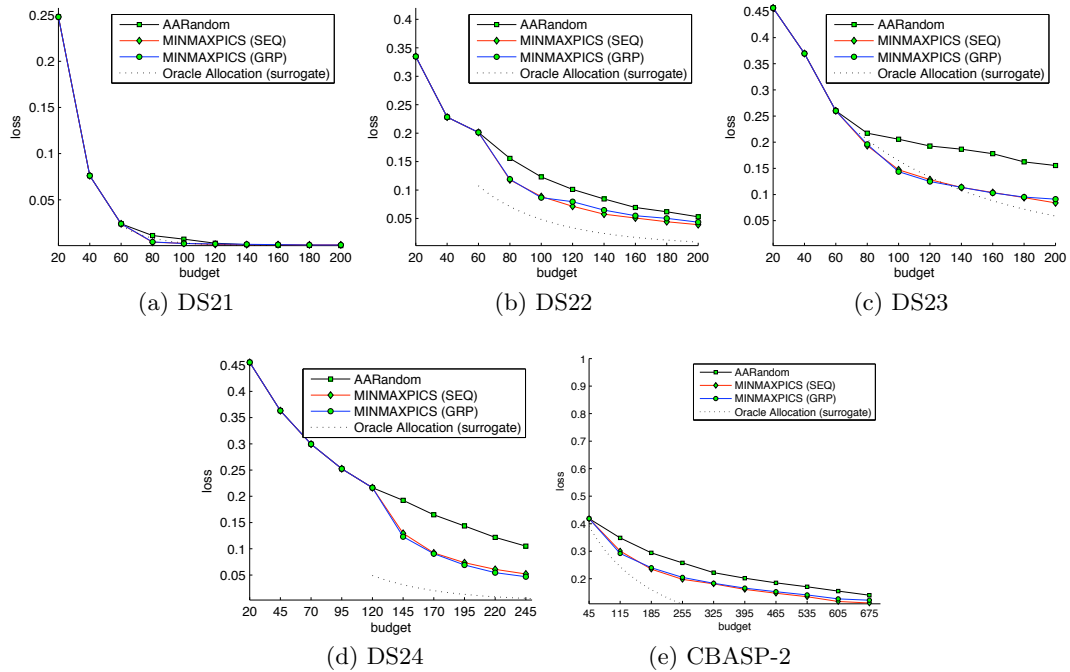 0.25
0.2
0.15
0.1
0.05
loss
AARandom
MINMAXPICS (SEQ)
MINMAXPICS (GRP)
Oracle Allocation (surrogate)
20 40 60 80 100 120 140 160 180 200
budget
(a) DS21
0.4
0.35
0.3
0.25
0.2
0.15
0.1
0.05
loss
AARandom
MINMAXPICS (SEQ)
MINMAXPICS (GRP)
Oracle Allocation (surrogate)
20 40 60 80 100 120 140 160 180 200
budget
(b) DS22
0.45
0.4
0.35
0.3
0.25
0.2
0.15
0.1
0.05
loss
AARandom
MINMAXPICS (SEQ)
MINMAXPICS (GRP)
Oracle Allocation (surrogate)
20 40 60 80 100 120 140 160 180 200
budget
(c) DS23
0.45
0.4
0.35
0.3
0.25
0.2
0.15
0.1
0.05
loss
AARandom
MINMAXPICS (SEQ)
MINMAXPICS (GRP)
Oracle Allocation (surrogate)
20 45 70 95 120 145 170 195 220 245
budget
(d) DS24
1
0.9
0.8
0.7
0.6
0.5
0.4
0.3
0.2
loss
AARandom
MINMAXPICS (SEQ)
MINMAXPICS (GRP)
Oracle Allocation (surrogate)
45 115 185 255 325 395 465 535 605 675
budget
(e) CBASP-2